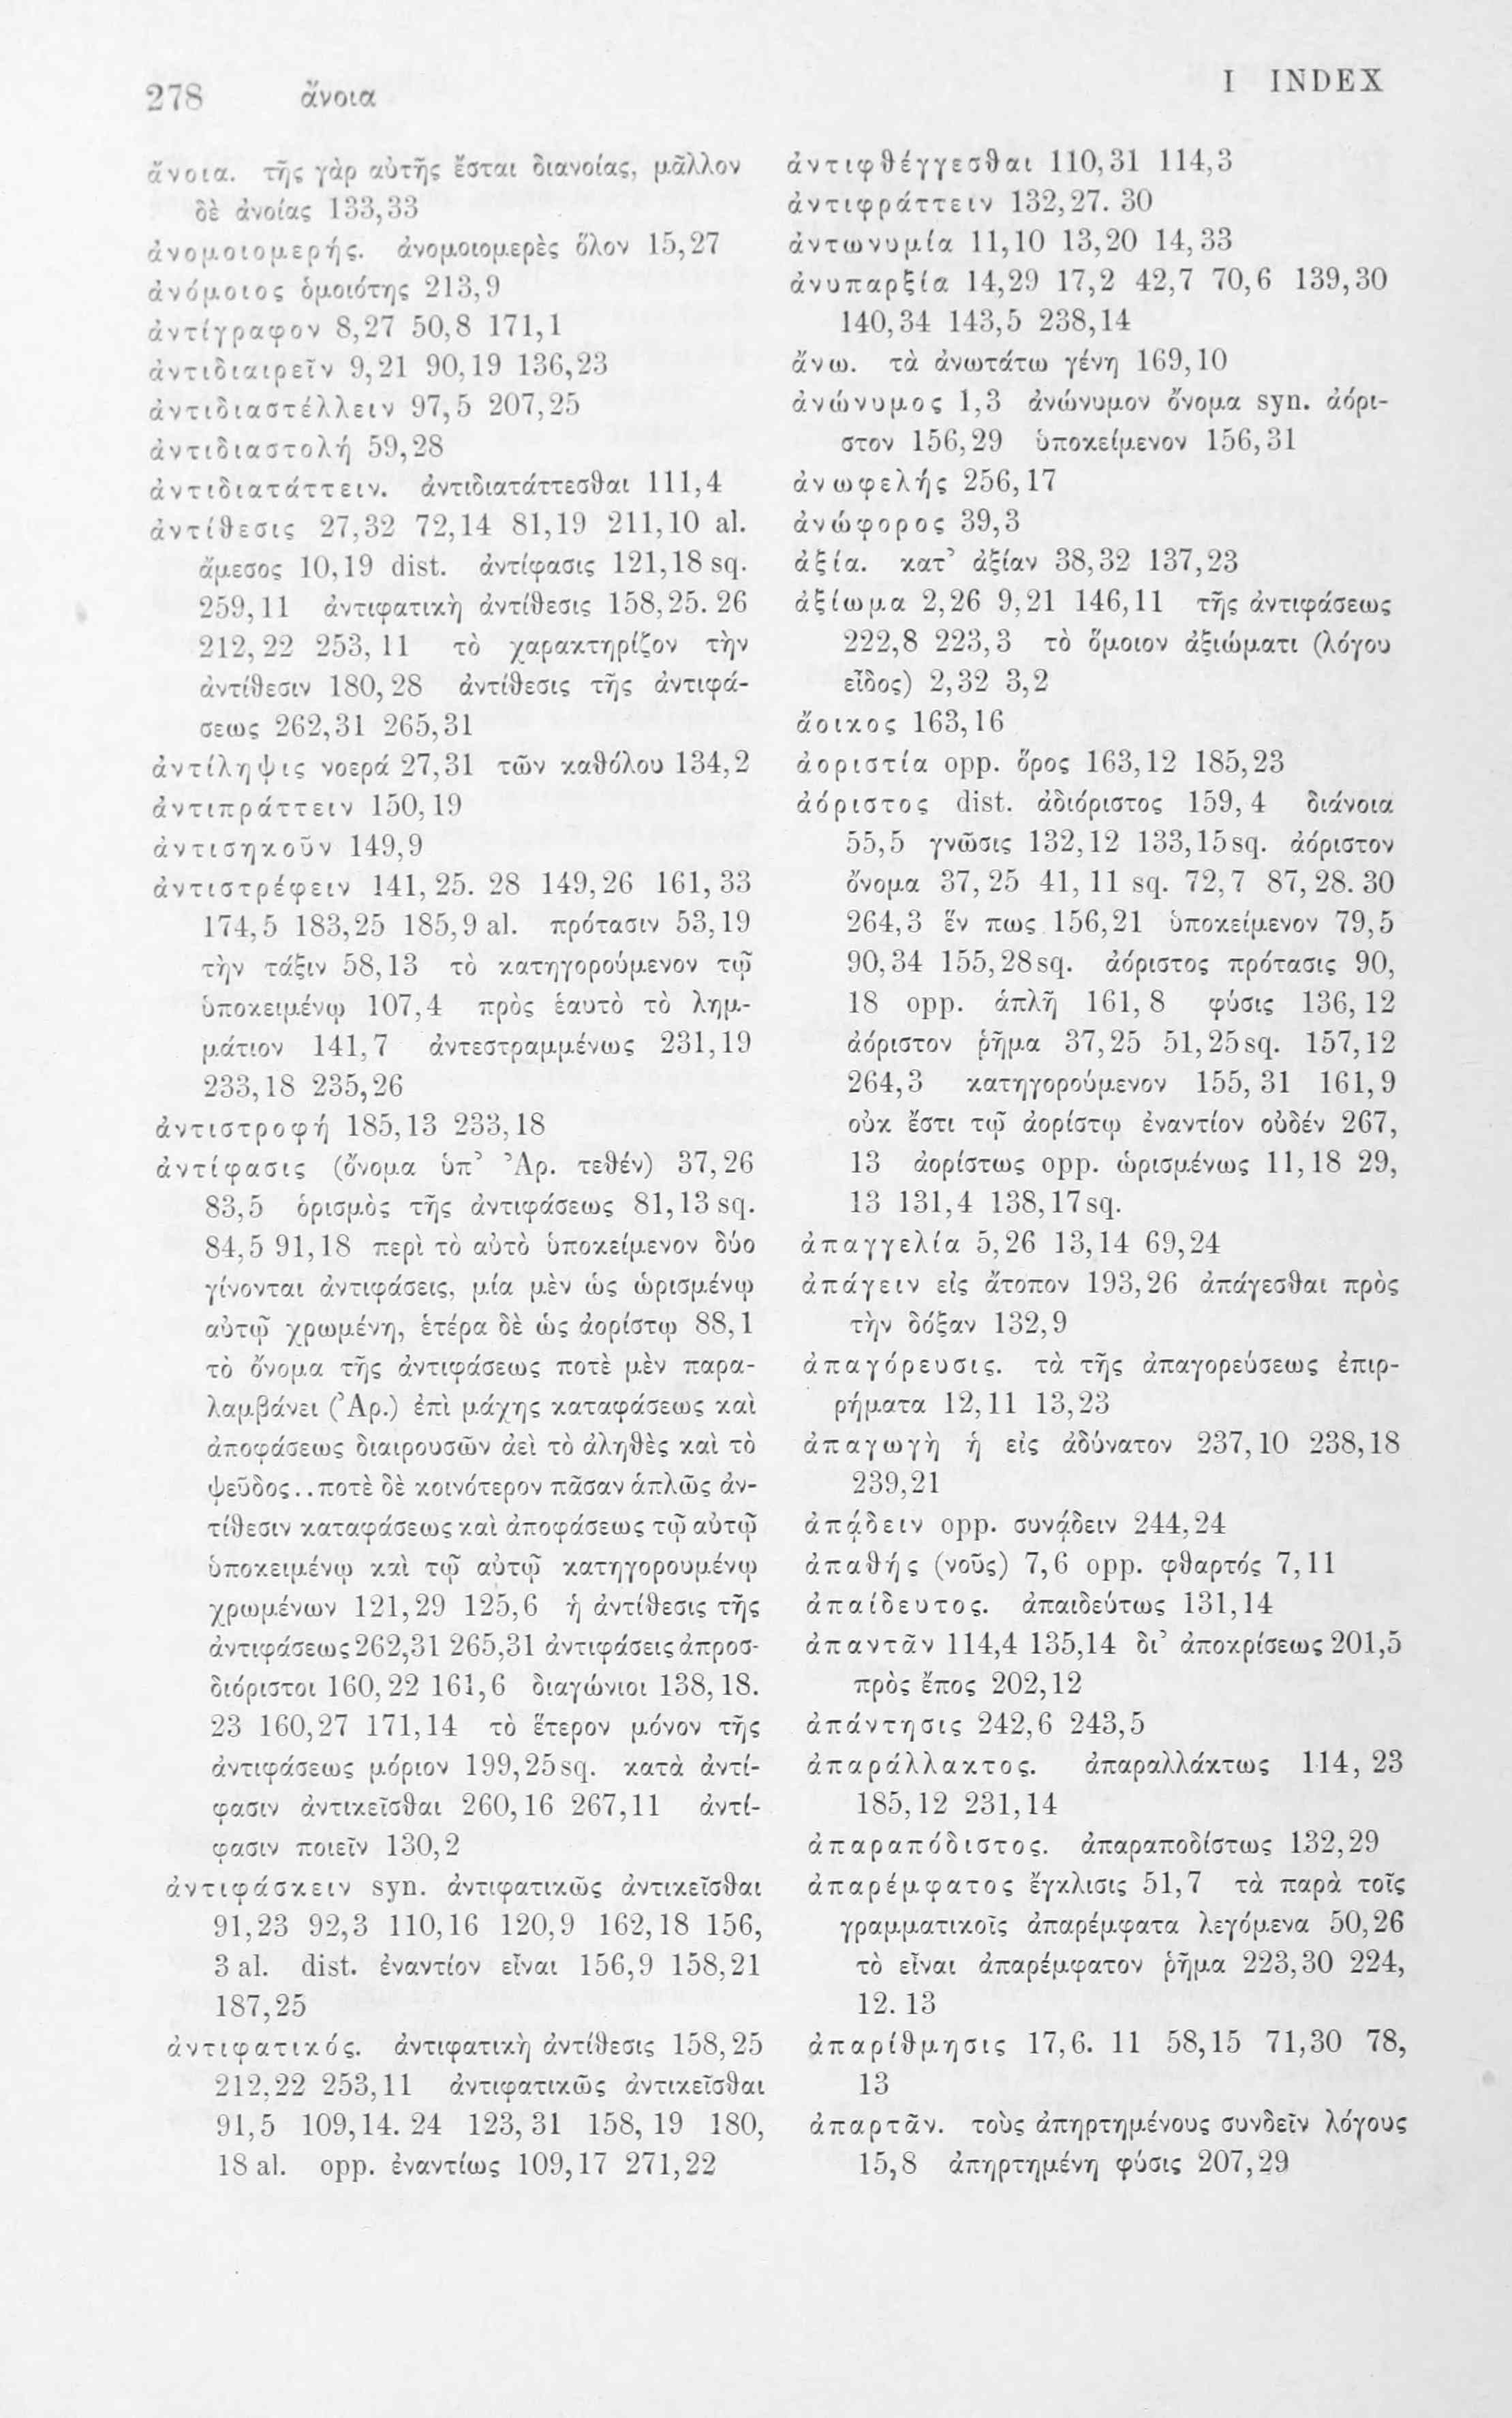 278 ἄνοια
I INDEX
ἄνοια. τῆς γὰρ αὐτῆς ἔσται διανοίας, μᾶλλον
δὲ ἀνοίας 133,33
ἀνομοιομερής. ἀνομοιομερὲς ὅλον 15,27
ἀνόμοιος ὁμοιότης 213,9
ἀντίγραφον 8,27 50,8 171,1
ἀντιδιαιρεῖν 9,21 90,19 136,23
ἀντιδιαστέλλειν 97,5 207,25
ἀντιδιαστολή 59,28
ἀντιδιατάττειν. ἀντιδιατάττεσθαι 111,4
ἀντίθεσις 27,32 72,14 81,19 211,10 al.
ἄμεσος 10,19 dist. ἀντίφασις 121,18 sq.
259,11 ἀντιφατικὴ ἀντίθεσις 158,25. 26
212,22 253,11 τὸ χαρακτηρίζον τὴν
ἀντίθεσιν 180,28 ἀντίθεσις τῆς ἀντιφά-
σεως 262,31 265,31
ἀντίληψις νοερά 27,31 τῶν καθόλου 134,2
ἀντιπράττειν 150,19
ἀντισηκοῦν 149,9
ἀντιστρέφειν 141,25. 28 149,26 161,33
174,5 183,25 185,9 al. πρότασιν 53,19
τὴν τάξιν 58,13 τὸ κατηγορούμενον τῷ
ὑποκειμένῳ 107,4 πρὸς ἑαυτὸ τὸ λημ-
μάτιον 141,7 ἀντεστραμμένως 231,19
233,18 235,26
ἀντιστροφή 185,13 233,18
ἀντίφασις (ὄνομα ὑπ’ Ἀρ. τεθέν) 37,26
83,5 ὁρισμὸς τῆς ἀντιφάσεως 81,13 sq.
84,5 91,18 περὶ τὸ αὐτὸ ὑποκείμενον δύο
γίνονται ἀντιφάσεις, μία μὲν ὡς ὡρισμένῳ
αὐτῷ χρωμένη, ἑτέρα δὲ ὡς ἀορίστῳ 88,1
τὸ ὄνομα τῆς ἀντιφάσεως ποτὲ μὲν παρα-
λαμβάνει (Ἀρ.) ἐπὶ μάχης καταφάσεως καὶ
ἀποφάσεως διαιρουσῶν ἀεὶ τὸ ἀληθὲς καὶ τὸ
ψεῦδος.. ποτὲ δὲ κοινότερον πᾶσαν ἁπλῶς ἀν-
τίθεσιν καταφάσεως καὶ ἀποφάσεως τῷ αὐτῷ
ὑποκειμένῳ καὶ τῷ αὐτῷ κατηγορουμένῳ
χρωμένων 121,29 125,6 ἡ ἀντίθεσις τῆς
ἀντιφάσεως 262,31 265,31 ἀντιφάσεις ἀπροσ-
διόριστοι 160,22 161,6 διαγώνιοι 138,18.
23 160,27 171,14 τὸ ἕτερον μόνον τῆς
ἀντιφάσεως μόριον 199,25 sq. κατὰ ἀντί-
φασιν ἀντικεῖσθαι 260,16 267,11 ἀντί-
φασιν ποιεῖν 130,2
ἀντιφάσκειν syn. ἀντιφατικῶς ἀντικεῖσθαι
91,23 92,3 110,16 120,9 162,18 156,
3 al. dist. ἐναντίον εἶναι 156,9 158,21
187,25
ἀντιφατικός. ἀντιφατικὴ ἀντίθεσις 158,25
212,22 253,11 ἀντιφατικῶς ἀντικεῖσθαι
91,5 109,14. 24 123,31 158,19 180,
18 al. opp. ἐναντίως 109,17 271,22
ἀντιφθέγγεσθαι 110,31 114,3
ἀντιφράττειν 132,27. 30
ἀντωνυμία 11,10 13,20 14,33
ἀνυπαρξία 14,29 17,2 42,7 70,6 139,30
140,34 143,5 238,14
ἄνω. τὰ ἀνωτάτω γένη 169,10
ἀνώνυμος 1,3 ἀνώνυμον ὄνομα syn. ἀόρι-
στον 156,29 ὑποκείμενον 156,31
ἀνωφελής 256,17
ἀνώφορος 39,3
ἀξία. κατ’ ἀξίαν 38,32 137,23
ἀξίωμα 2,26 9,21 146,11 τῆς ἀντιφάσεως
222,8 223,3 τὸ ὅμοιον ἀξιώματι (λόγου
εἶδος) 2,32 3,2
ἄοικος 163,16
ἀοριστία opp. ὅρος 163,12 185,23
ἀόριστος dist. ἀδιόριστος 159,4 διάνοια
55,5 γνῶσις 132,12 133,15 sq. ἀόριστον
ὄνομα 37,25 41,11 sq. 72,7 87,28. 30
264,3 ἕν πως 156,21 ὑποκείμενον 79,5
90,34 155,28 sq. ἀόριστος πρότασις 90,
18 opp. ἁπλῆ 161,8 φύσις 136,12
ἀόριστον ῥῆμα 37,25 51,25 sq. 157,12
264,3 κατηγορούμενον 155,31 161,9
οὐκ ἔστι τῷ ἀορίστῳ ἐναντίον οὐδέν 267,
13 ἀορίστως opp. ὡρισμένως 11,18 29,
13 131,4 138,17 sq.
ἀπαγγελία 5,26 13,14 69,24
ἀπάγειν εἰς ἄτοπον 193,26 ἀπάγεσθαι πρὸς
τὴν δόξαν 132,9
ἀπαγόρευσις. τὰ τῆς ἀπαγορεύσεως ἐπιρ-
ρήματα 12,11 13,23
ἀπαγωγὴ ἡ εἰς ἀδύνατον 237,10 238,18
239,21
ἀπᾴδειν opp. συνᾴδειν 244,24
ἀπαθής (νοῦς) 7,6 opp. φθαρτός 7,11
ἀπαίδευτος. ἀπαιδεύτως 131,14
ἀπαντᾶν 114,4 135,14 δι’ ἀποκρίσεως 201,5
πρὸς ἔπος 202,12
ἀπάντησις 242,6 243,5
ἀπαράλλακτος. ἀπαραλλάκτως 114,23
185,12 231,14
ἀπαραπόδιστος. ἀπαραποδίστως 132,29
ἀπαρέμφατος ἔγκλισις 51,7 τὰ παρὰ τοῖς
γραμματικοῖς ἀπαρέμφατα λεγόμενα 50,26
τὸ εἶναι ἀπαρέμφατον ῥῆμα 223,30 224,
12. 13
ἀπαρίθμησις 17,6. 11 58,15 71,30 78,
13
ἀπαρτᾶν. τοὺς ἀπηρτημένους συνδεῖν λόγους
15,8 ἀπηρτημένη φύσις 207,29